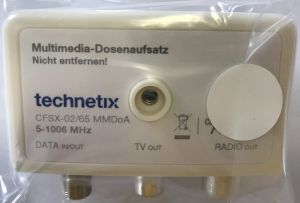 Multimedia-Dosenaufsatz
Nicht entfernen!
technetix
CFSX-02/65 MMDoA
5-1006 MHz
DATA IN/OUT TV OUT RADIO OUT